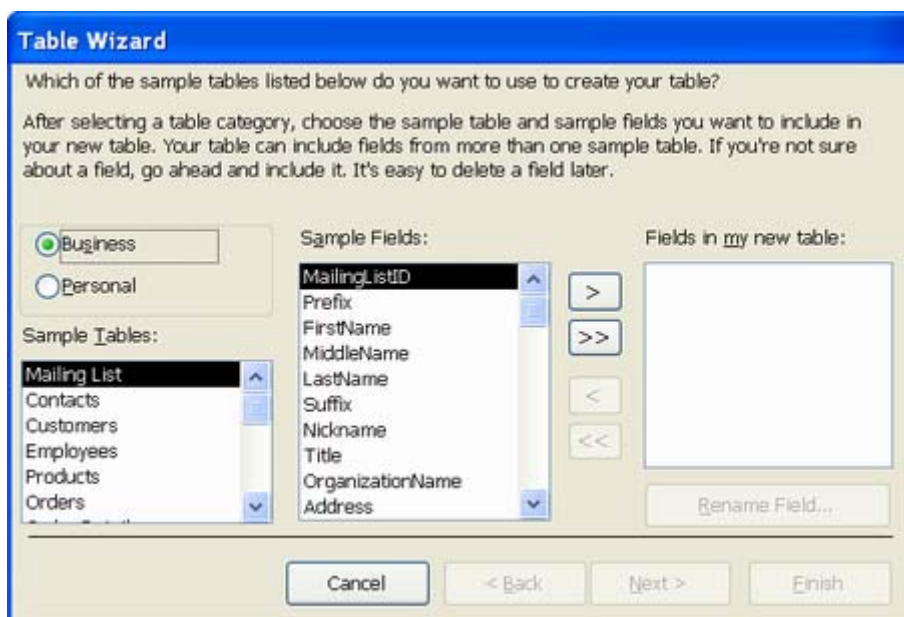 Table Wizard
Which of the sample tables listed below do you want to use to create your table?
After selecting a table category, choose the sample table and sample fields you want to include in
your new table. Your table can include fields from more than one sample table. If you're not sure
about a field, go ahead and include it. It's easy to delete a field later.
Business
Personal
Sample Tables:
Mailing List
Contacts
Customers
Employees
Products
Orders
Sample Fields:
MailingListID
Prefix
FirstName
MiddleName
LastName
Suffix
Nickname
Title
OrganizationName
Address
>
>>
<
<<
Fields in my new table:
Rename Field...
Cancel
< Back
Next >
Finish